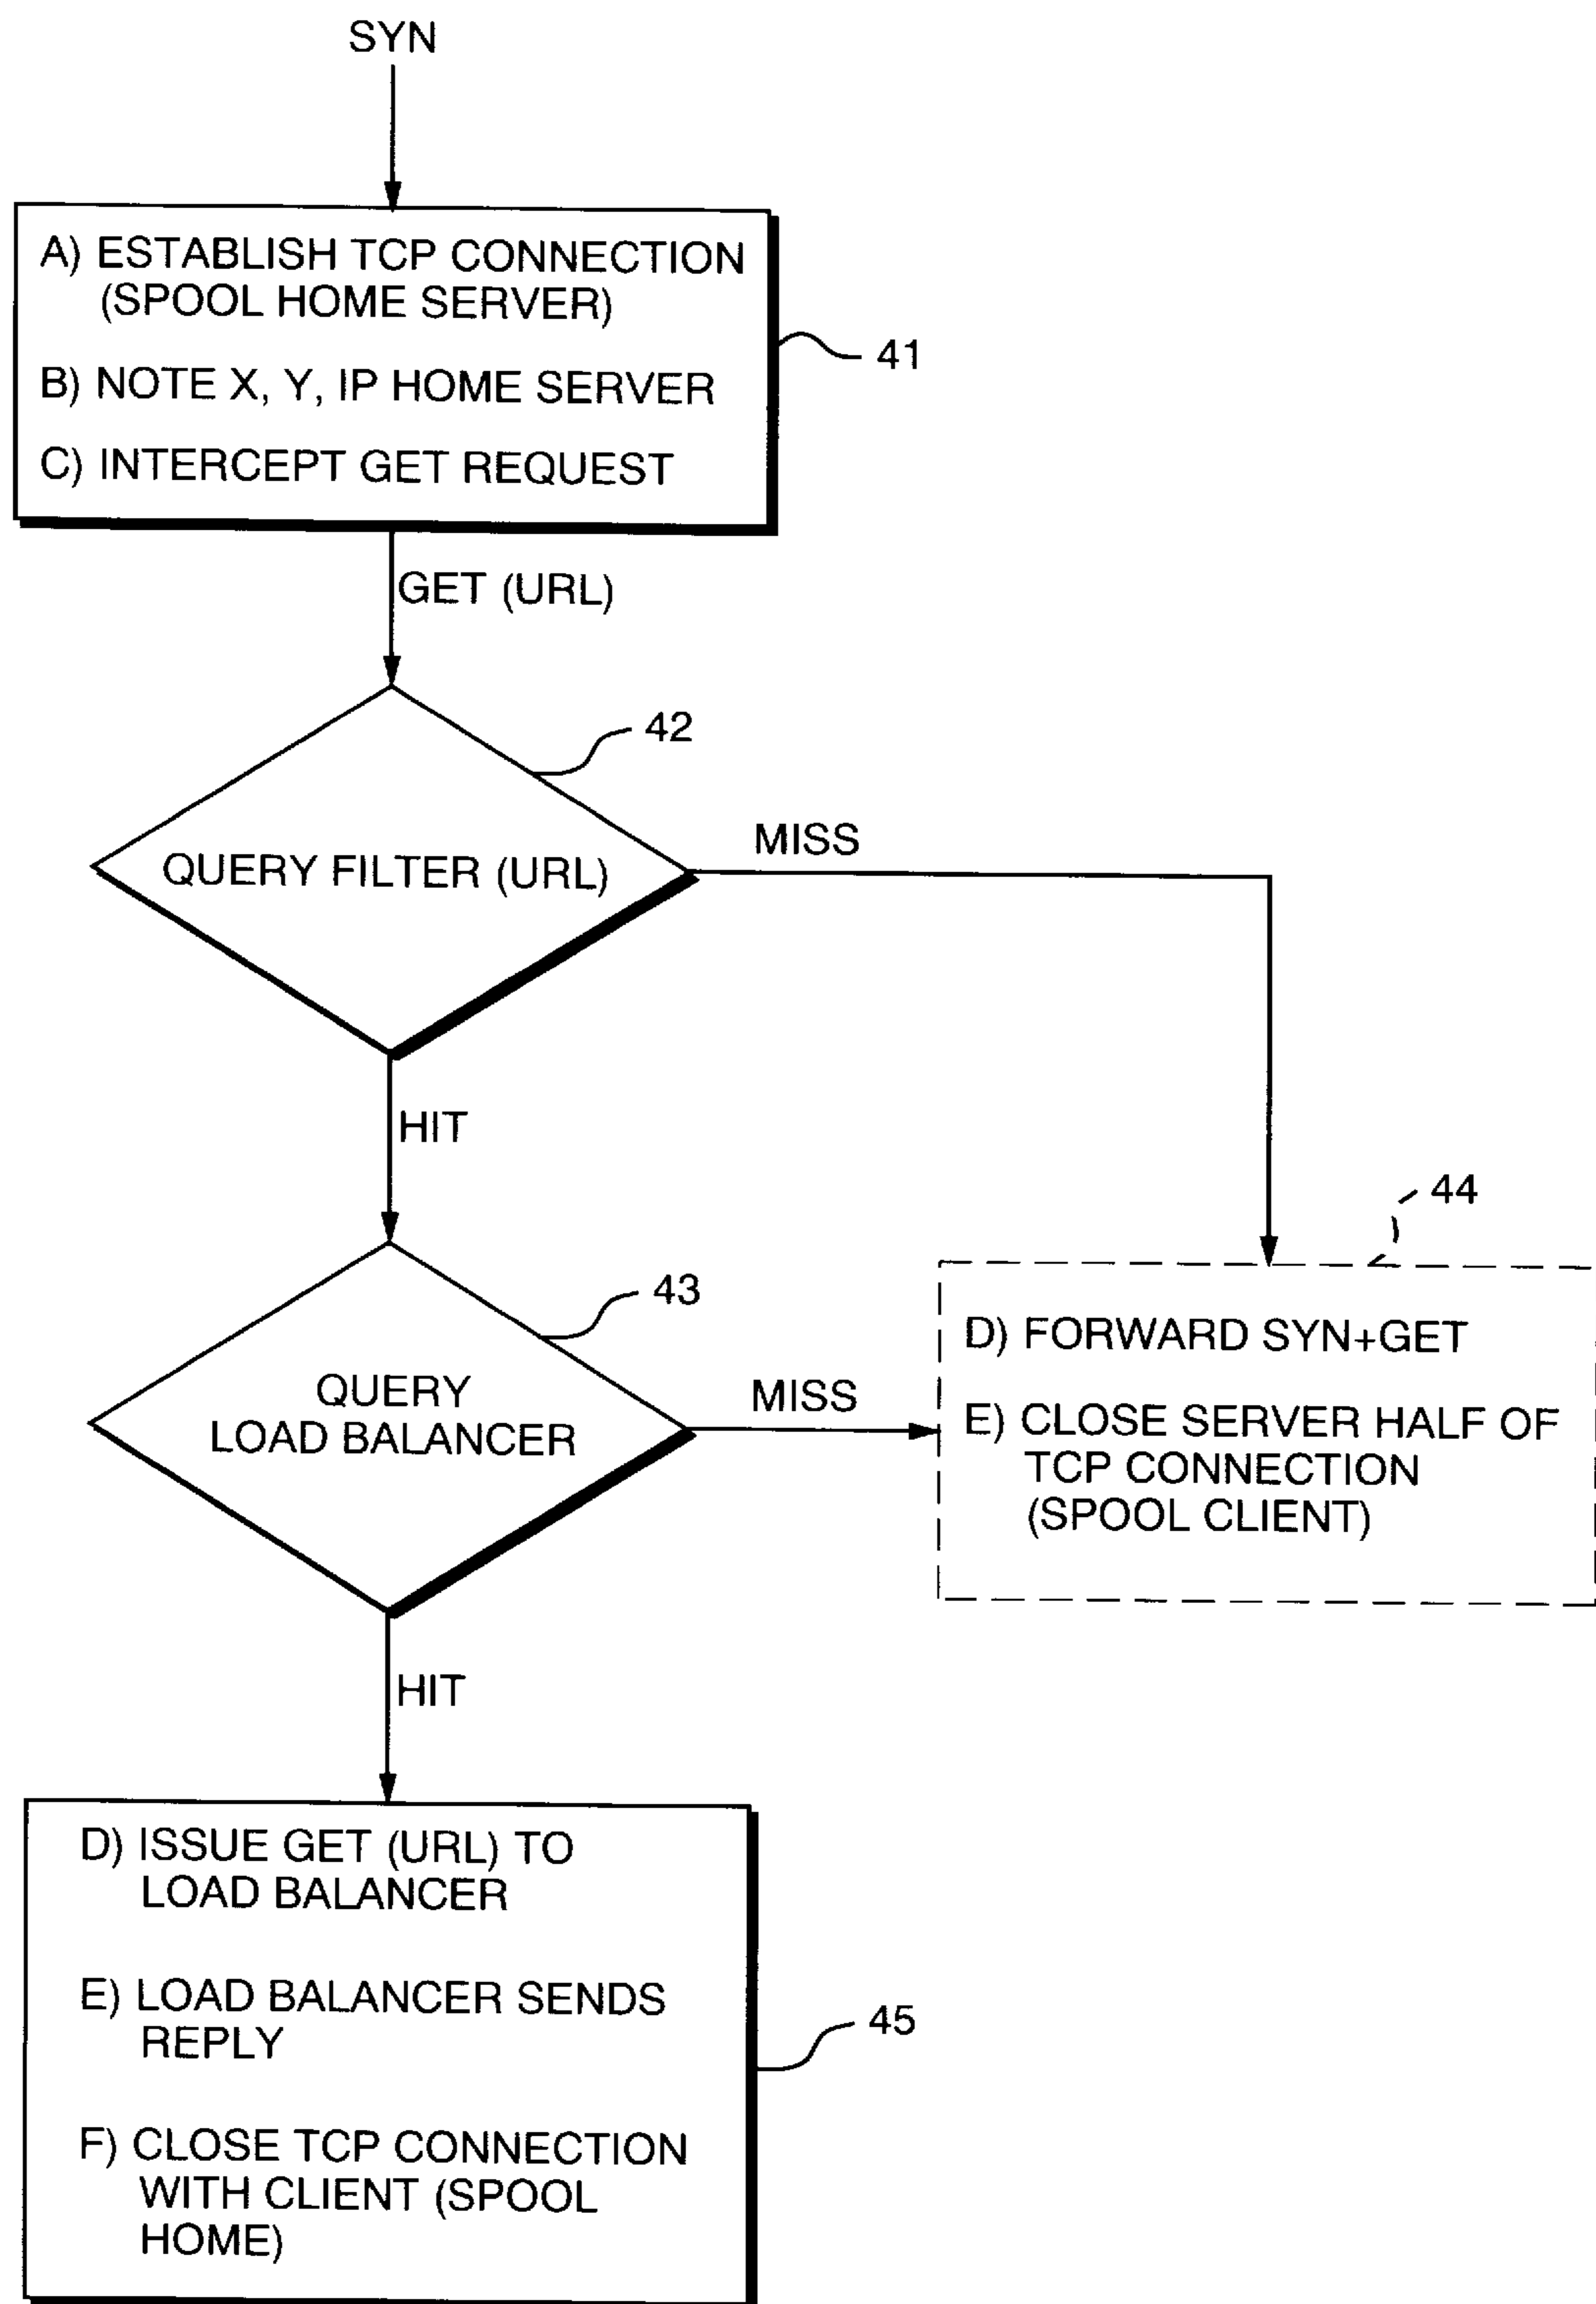 SYN
A) ESTABLISH TCP CONNECTION
(SPOOL HOME SERVER)
B) NOTE X, Y, IP HOME SERVER
C) INTERCEPT GET REQUEST
41
GET (URL)
42
QUERY FILTER (URL)
MISS
HIT
44
43
QUERY
LOAD BALANCER
MISS
D) FORWARD SYN+GET
E) CLOSE SERVER HALF OF
TCP CONNECTION
(SPOOL CLIENT)
HIT
D) ISSUE GET (URL) TO
LOAD BALANCER
E) LOAD BALANCER SENDS
REPLY
45
F) CLOSE TCP CONNECTION
WITH CLIENT (SPOOL
HOME)